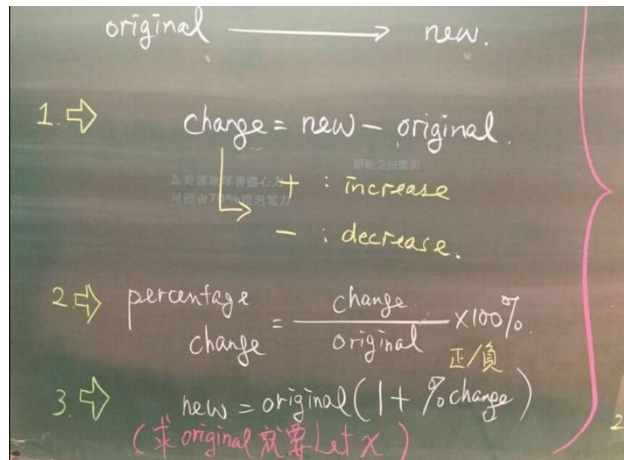 original ⟶ new.
1. ⇨ change = new − original.
↳ + : increase
− : decrease.
2. ⇨ percentage change = change / original ×100%.
正/負
3. ⇨ new = original(1 + %change)
(求 original 就要 Let x)
2